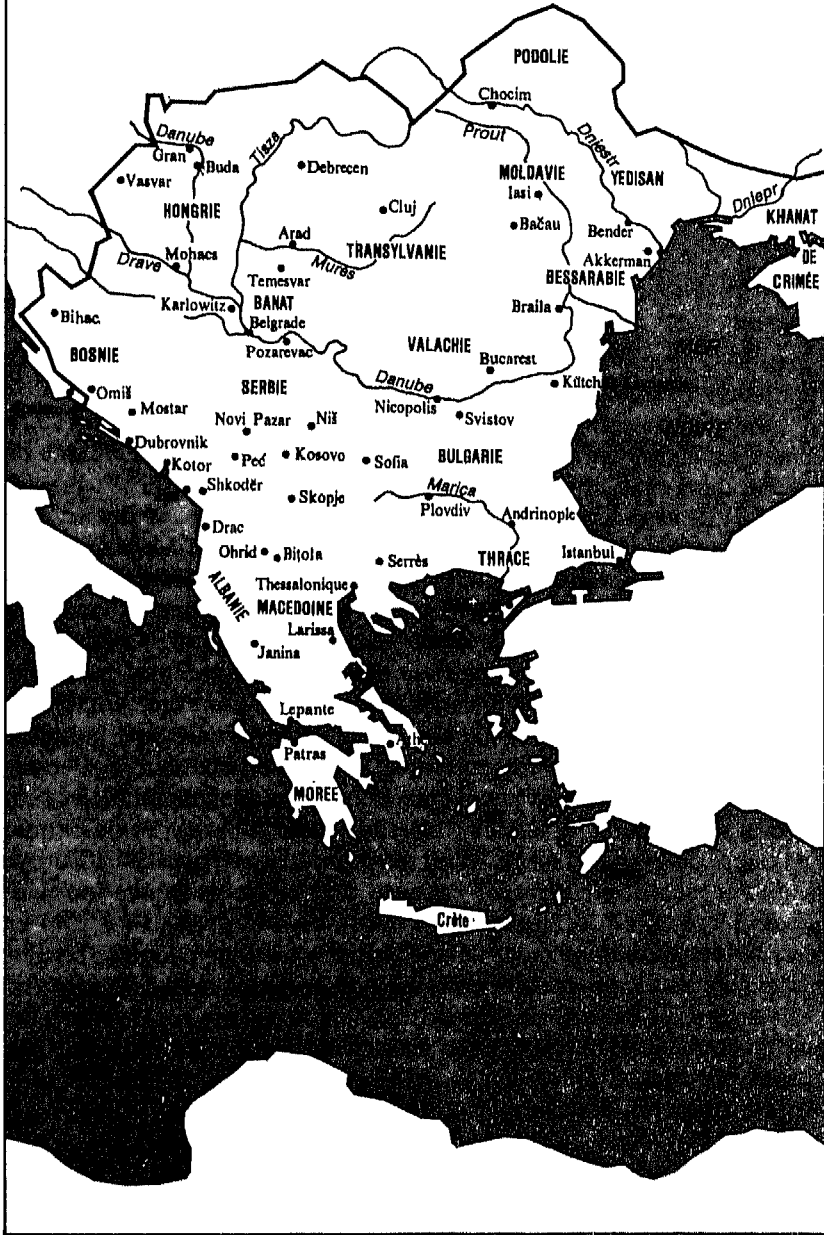 PODOLIE
Chocim
Danube
Prout
Dniestr
Gran
Buda
Tisza
Debrecen
MOLDAVIE
YEDISAN
Vasvar
Iasi
Dniepr
HONGRIE
Cluj
Bačau
Bender
KHANAT
DE
CRIMÉE
Arad
TRANSYLVANIE
Akkerman
Drave
Mohacs
Mures
BESSARABIE
Temesvar
Karlowitz
BANAT
Braila
Bihac
Belgrade
Pozarevac
VALACHIE
BOSNIE
Bucarest
SERBIE
Danube
Kütch
Omiš
Nicopolis
Mostar
Novi Pazar
Niš
Svistov
Dubrovnik
Peć
Kosovo
Sofia
BULGARIE
Kotor
Shkodër
Skopje
Marica
Plovdiv
Andrinople
Drac
Ohrid
Bitola
Serrès
THRACE
Istanbul
ALBANIE
Thessalonique
MACEDOINE
Larissa
Janina
Lepante
Patras
MORÉE
Crète